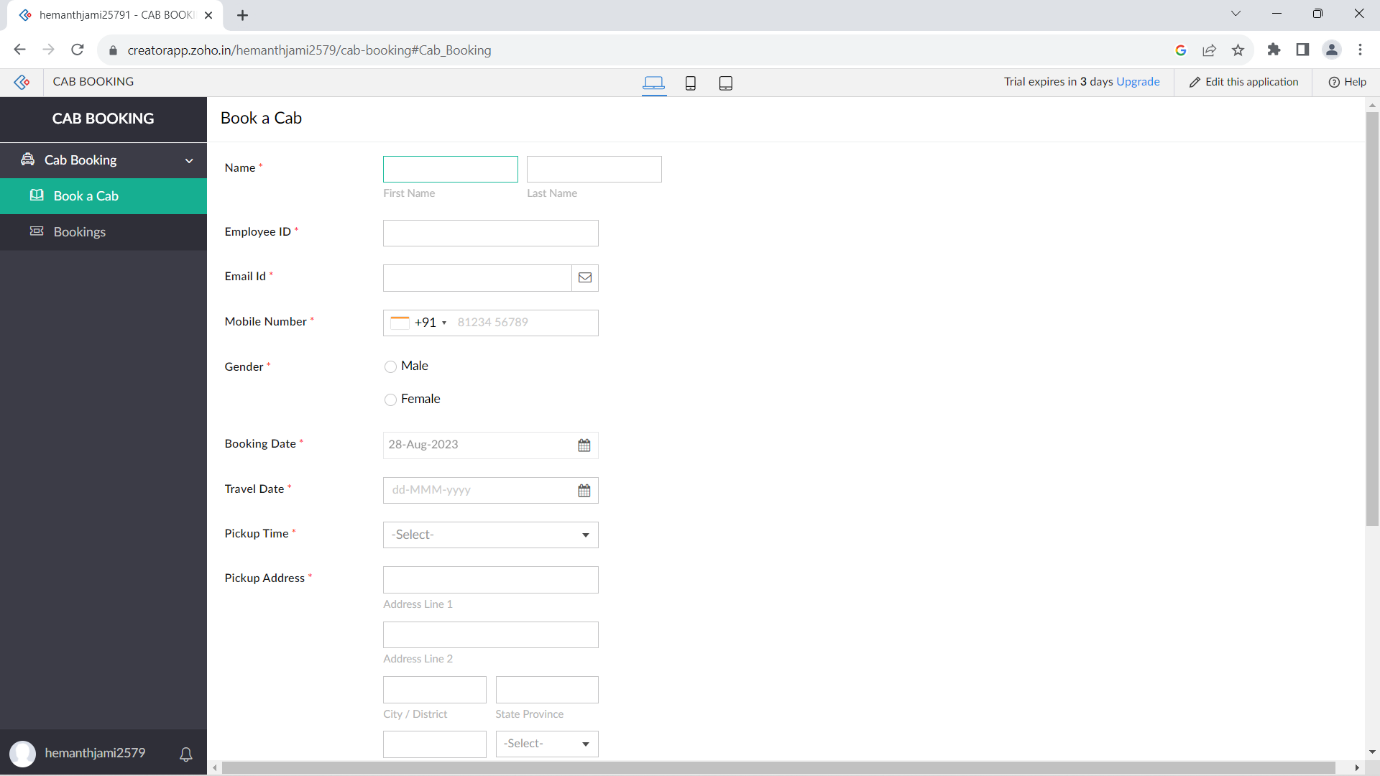 hemanthjami25791 - CAB BOOKI
creatorapp.zoho.in/hemanthjami2579/cab-booking#Cab_Booking
CAB BOOKING
Trial expires in 3 days Upgrade
Edit this application
Help
CAB BOOKING
Cab Booking
Book a Cab
Bookings
hemanthjami2579
Book a Cab
Name *
First Name
Last Name
Employee ID *
Email Id *
Mobile Number *
+91 81234 56789
Gender *
Male
Female
Booking Date *
28-Aug-2023
Travel Date *
dd-MMM-yyyy
Pickup Time *
-Select-
Pickup Address *
Address Line 1
Address Line 2
City / District
State Province
-Select-